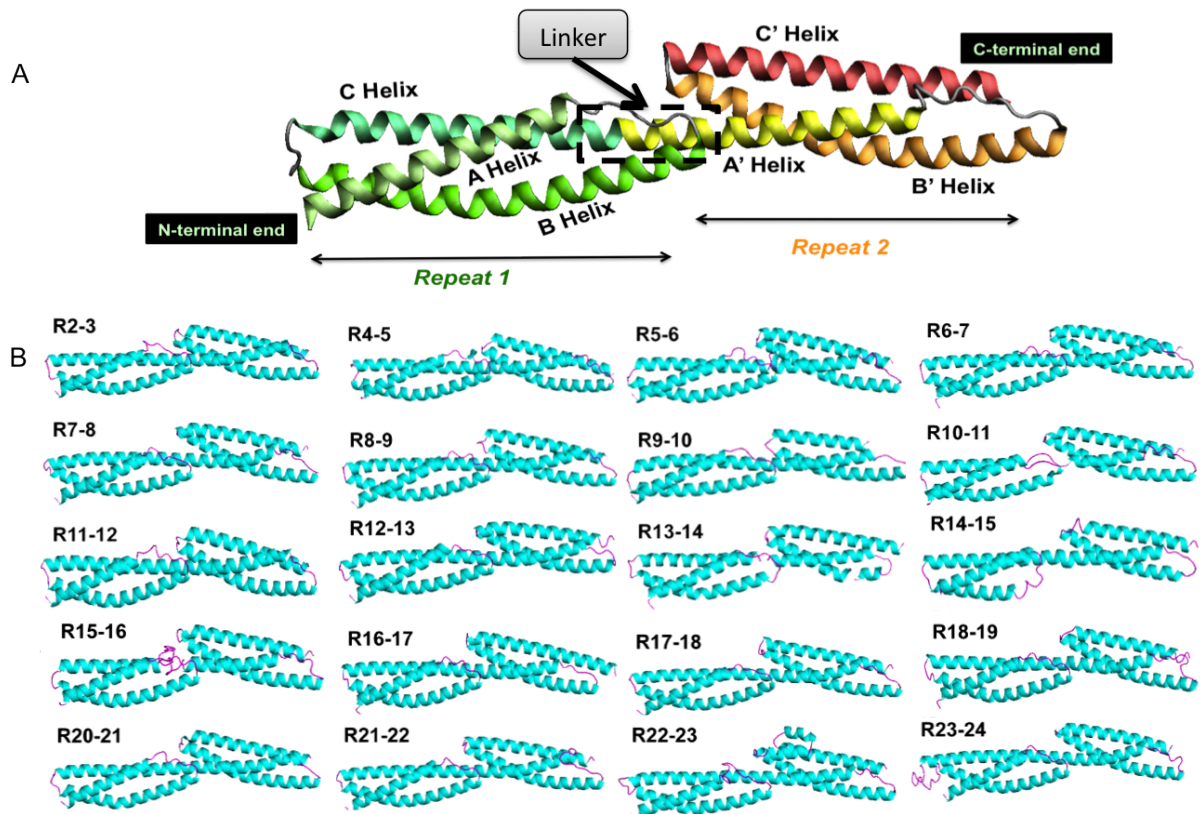 A
Linker
C' Helix
C-terminal end
C Helix
A Helix
A' Helix
B' Helix
B Helix
N-terminal end
Repeat 1
Repeat 2
B
R2-3
R4-5
R5-6
R6-7
R7-8
R8-9
R9-10
R10-11
R11-12
R12-13
R13-14
R14-15
R15-16
R16-17
R17-18
R18-19
R20-21
R21-22
R22-23
R23-24